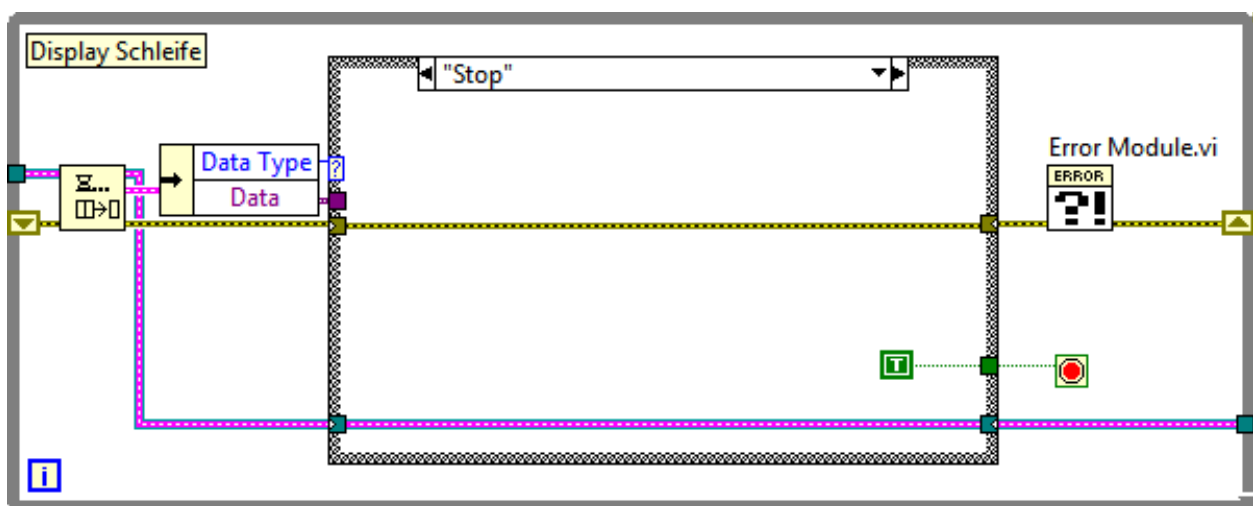 Display Schleife
"Stop"
Data Type
?
Data
Error Module.vi
ERROR
?!
T
i